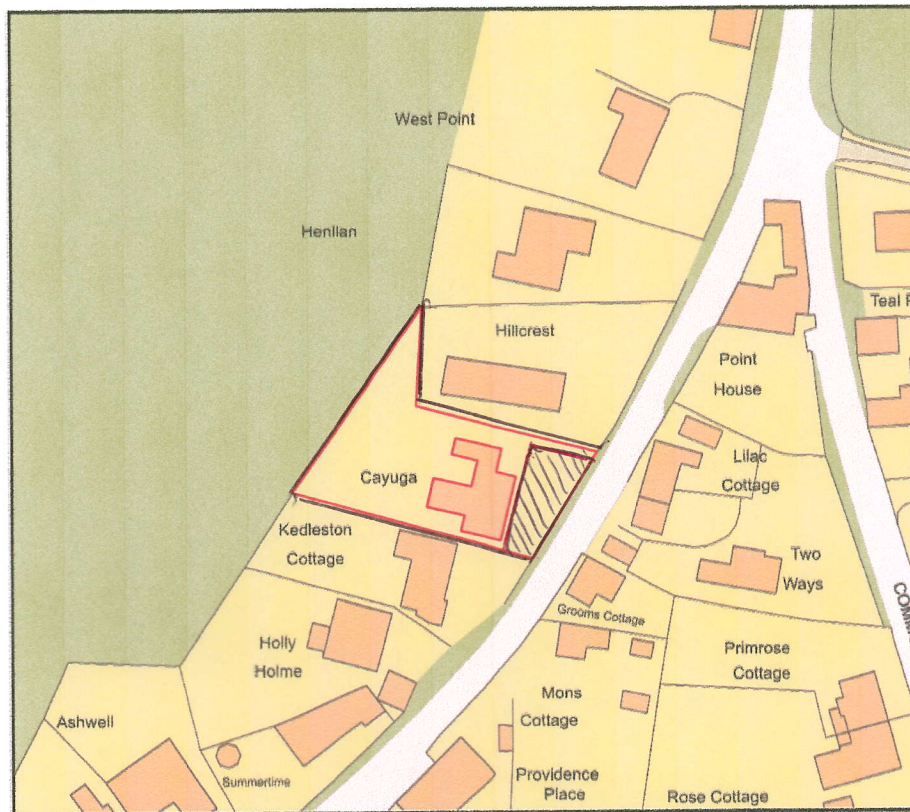 West Point
Henllan
Hillcrest
Teal
Point
House
Lilac
Cottage
Cayuga
Kedleston
Cottage
Two
Ways
Grooms Cottage
Primrose
Cottage
Holly
Holme
Mons
Cottage
Ashwell
Summertime
Providence
Place
Rose Cottage
COMM